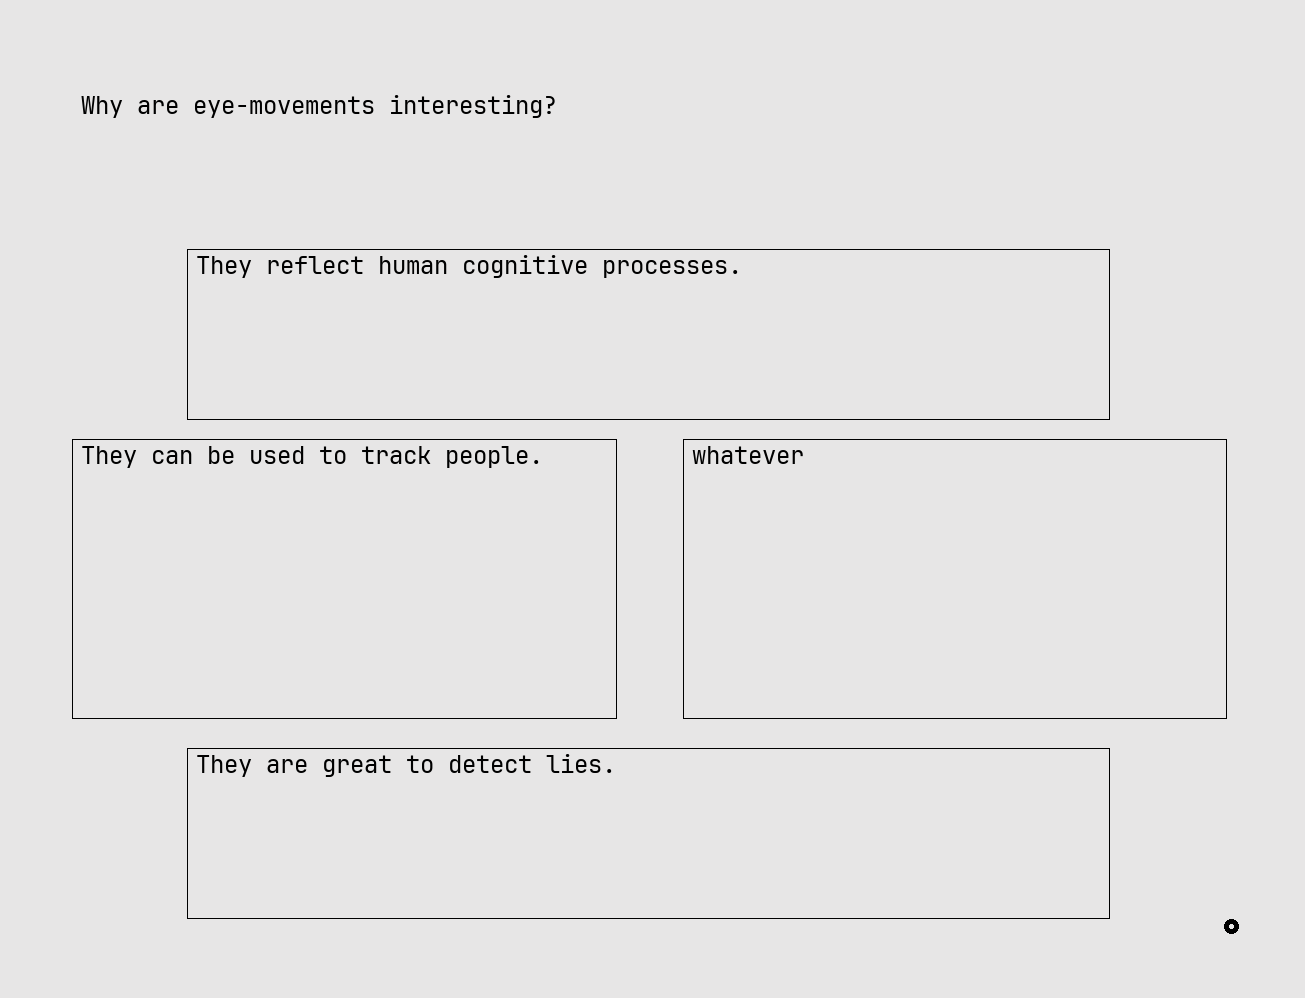 Why are eye-movements interesting?
They reflect human cognitive processes.
They can be used to track people.
whatever
They are great to detect lies.